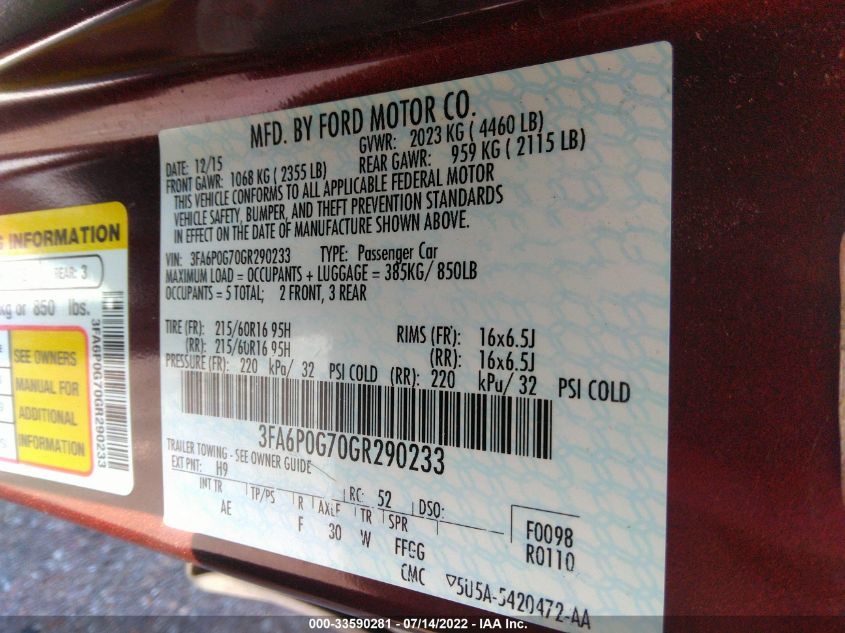 MFD. BY FORD MOTOR CO.
DATE: 12/15 GVWR: 2023 KG ( 4460 LB)
FRONT GAWR: 1068 KG ( 2355 LB) REAR GAWR: 959 KG ( 2115 LB)
THIS VEHICLE CONFORMS TO ALL APPLICABLE FEDERAL MOTOR
VEHICLE SAFETY, BUMPER, AND THEFT PREVENTION STANDARDS
IN EFFECT ON THE DATE OF MANUFACTURE SHOWN ABOVE.
VIN: 3FA6P0G70GR290233 TYPE: Passenger Car
MAXIMUM LOAD = OCCUPANTS + LUGGAGE = 385KG/ 850LB
OCCUPANTS = 5 TOTAL; 2 FRONT, 3 REAR
TIRE (FR): 215/60R16 95H RIMS (FR): 16x6.5J
(RR): 215/60R16 95H (RR): 16x6.5J
PRESSURE (FR): 220 kPa/ 32 PSI COLD (RR): 220 kPa/ 32 PSI COLD
3FA6P0G70GR290233
TRAILER TOWING - SEE OWNER GUIDE
EXT PNT: H9 RC: 52 DSO:
INT TR TP/PS R AXLE TR SPR
AE F 30 W FFGG
F0098
R0110
CMC 5U5A-5420472-AA
INFORMATION
REAR: 3
kg or 850 lbs.
SEE OWNERS
MANUAL FOR
ADDITIONAL
INFORMATION
3FA6P0G70GR290233
000-33590281 - 07/14/2022 - IAA Inc.